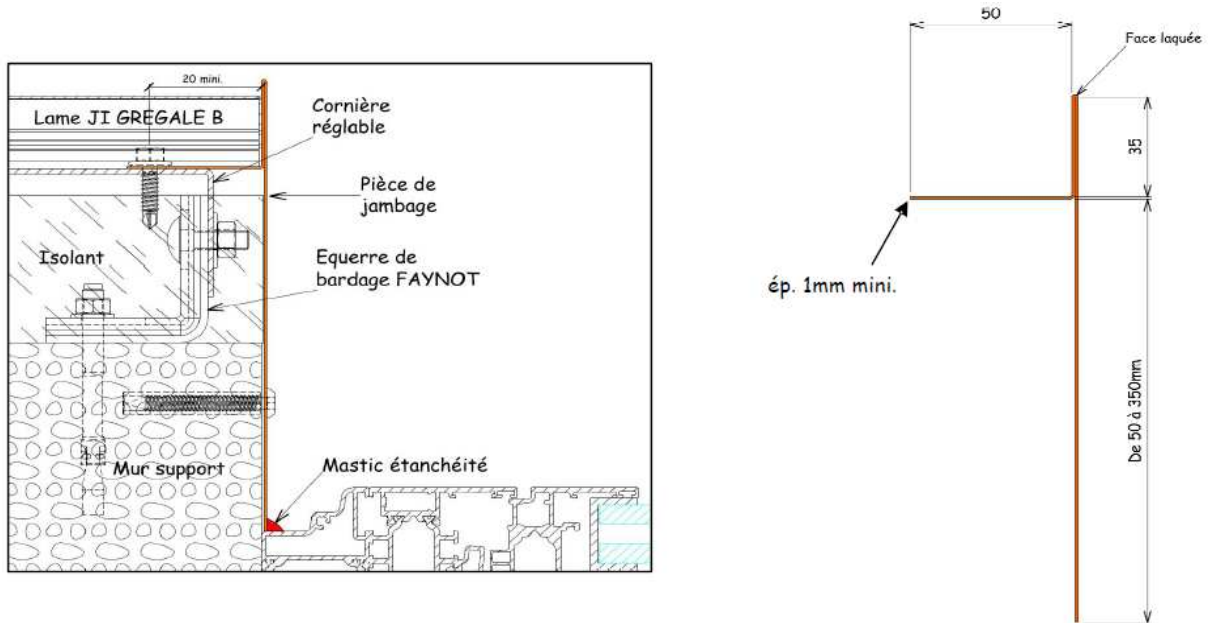 20 mini.
Lame JI GREGALE B
Cornière
réglable
Pièce de
jambage
Isolant
Equerre de
bardage FAYNOT
Mur support
Mastic étanchéité
50
Face laquée
35
ép. 1mm mini.
De 50 à 350mm